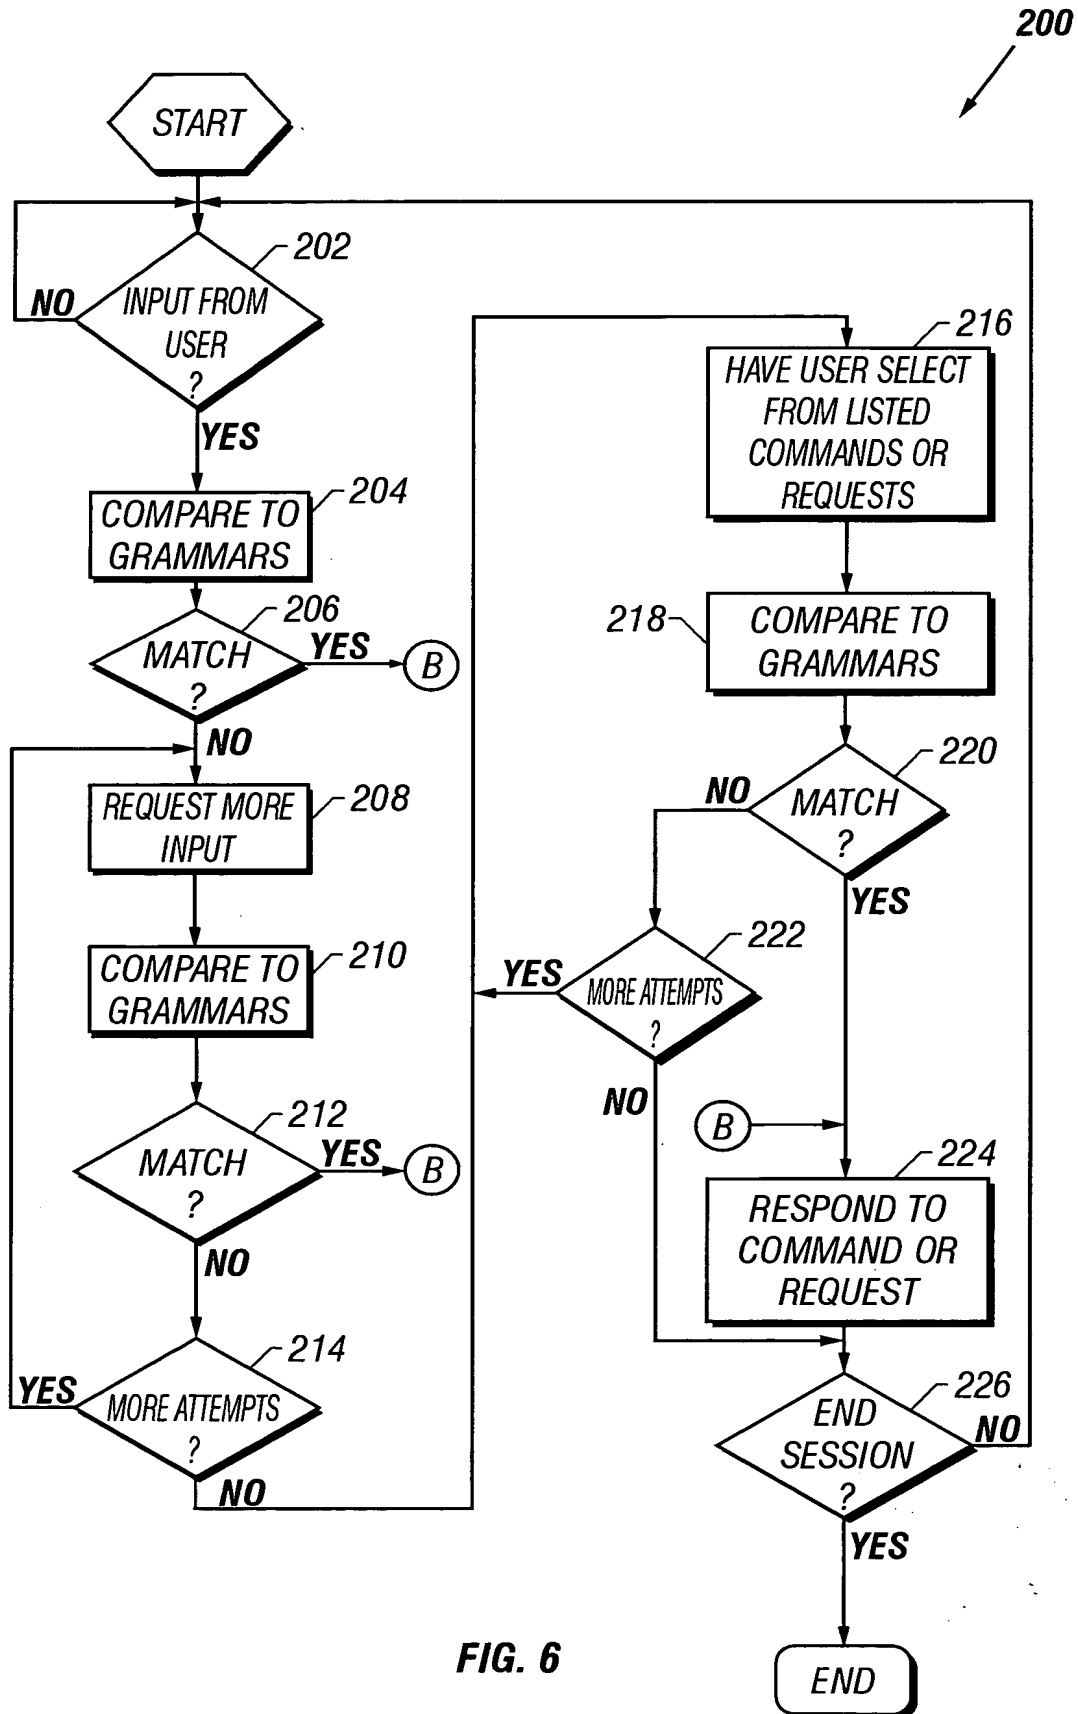 200
START
202
INPUT FROM
USER
?
NO
YES
204
COMPARE TO
GRAMMARS
206
MATCH
?
YES
B
NO
208
REQUEST MORE
INPUT
210
COMPARE TO
GRAMMARS
212
MATCH
?
YES
B
NO
214
MORE ATTEMPTS
?
YES
NO
216
HAVE USER SELECT
FROM LISTED
COMMANDS OR
REQUESTS
218
COMPARE TO
GRAMMARS
220
MATCH
?
NO
YES
222
MORE ATTEMPTS
?
YES
NO
B
224
RESPOND TO
COMMAND OR
REQUEST
226
END
SESSION
?
NO
YES
END
FIG. 6